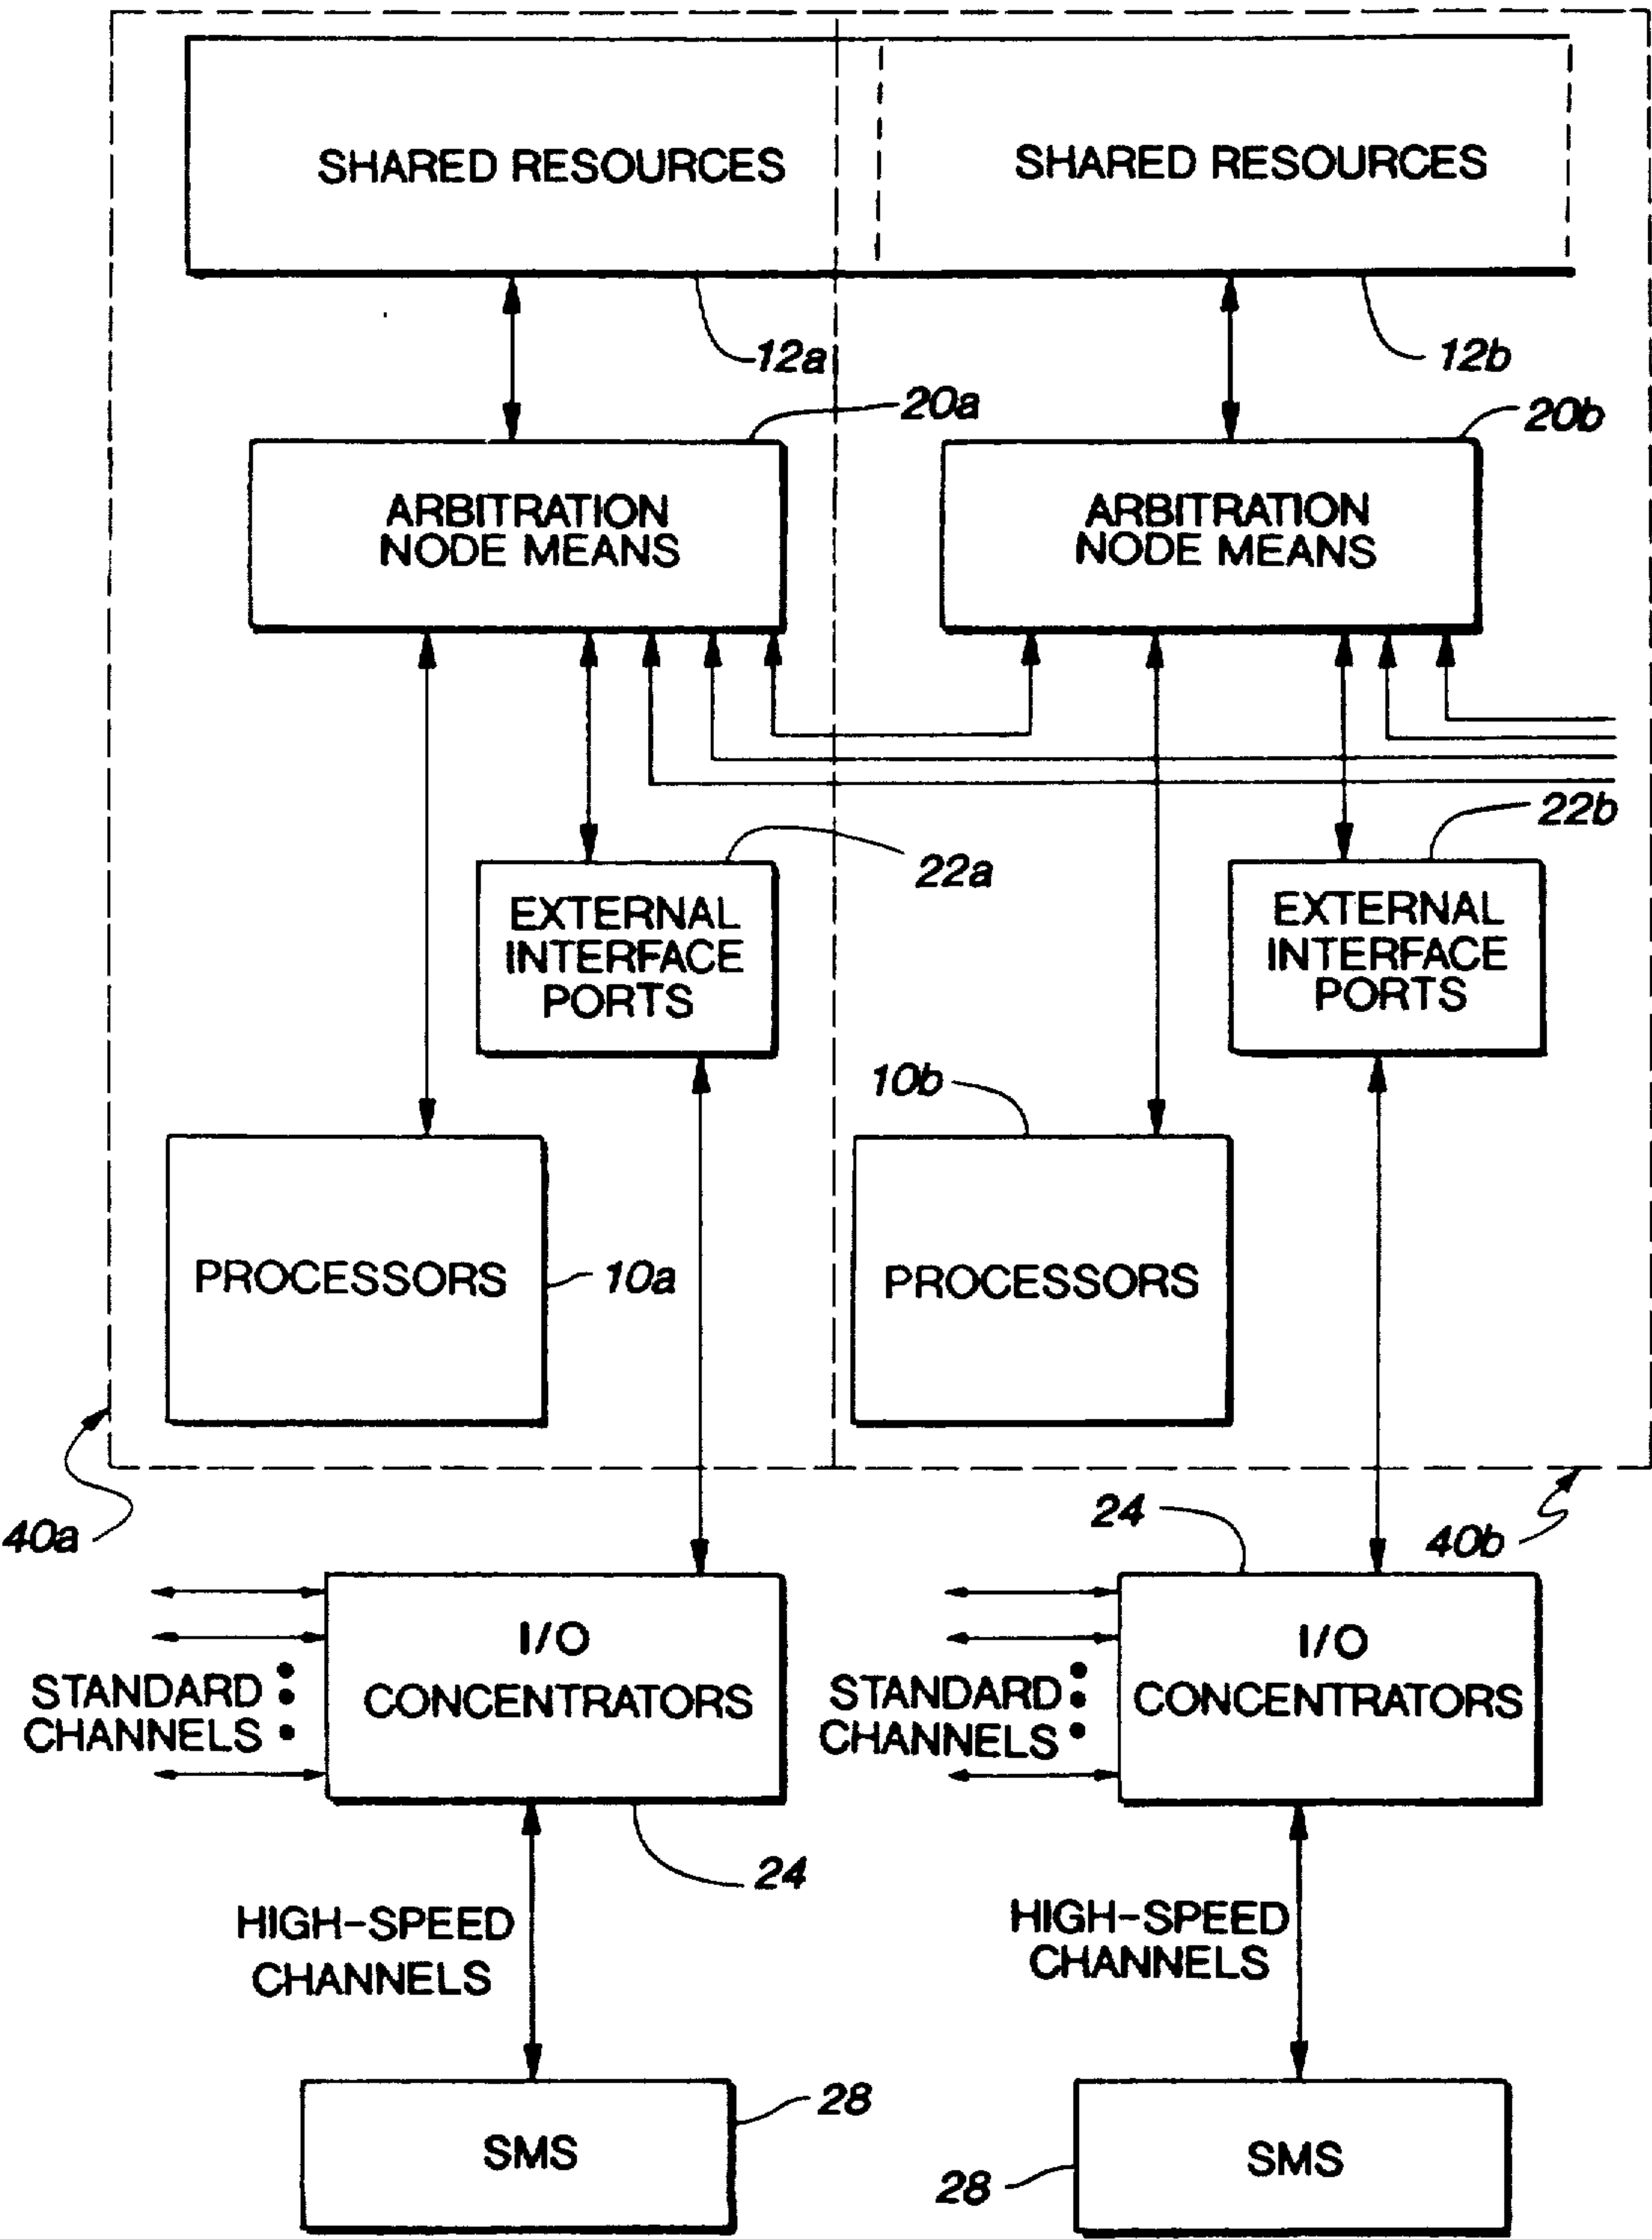 SHARED RESOURCES
SHARED RESOURCES
12a
12b
20a
20b
ARBITRATION
NODE MEANS
ARBITRATION
NODE MEANS
22a
22b
EXTERNAL
INTERFACE
PORTS
EXTERNAL
INTERFACE
PORTS
10b
PROCESSORS
10a
PROCESSORS
40a
24
40b
I/O
CONCENTRATORS
STANDARD
CHANNELS
I/O
CONCENTRATORS
STANDARD
CHANNELS
24
HIGH-SPEED
CHANNELS
HIGH-SPEED
CHANNELS
28
SMS
28
SMS